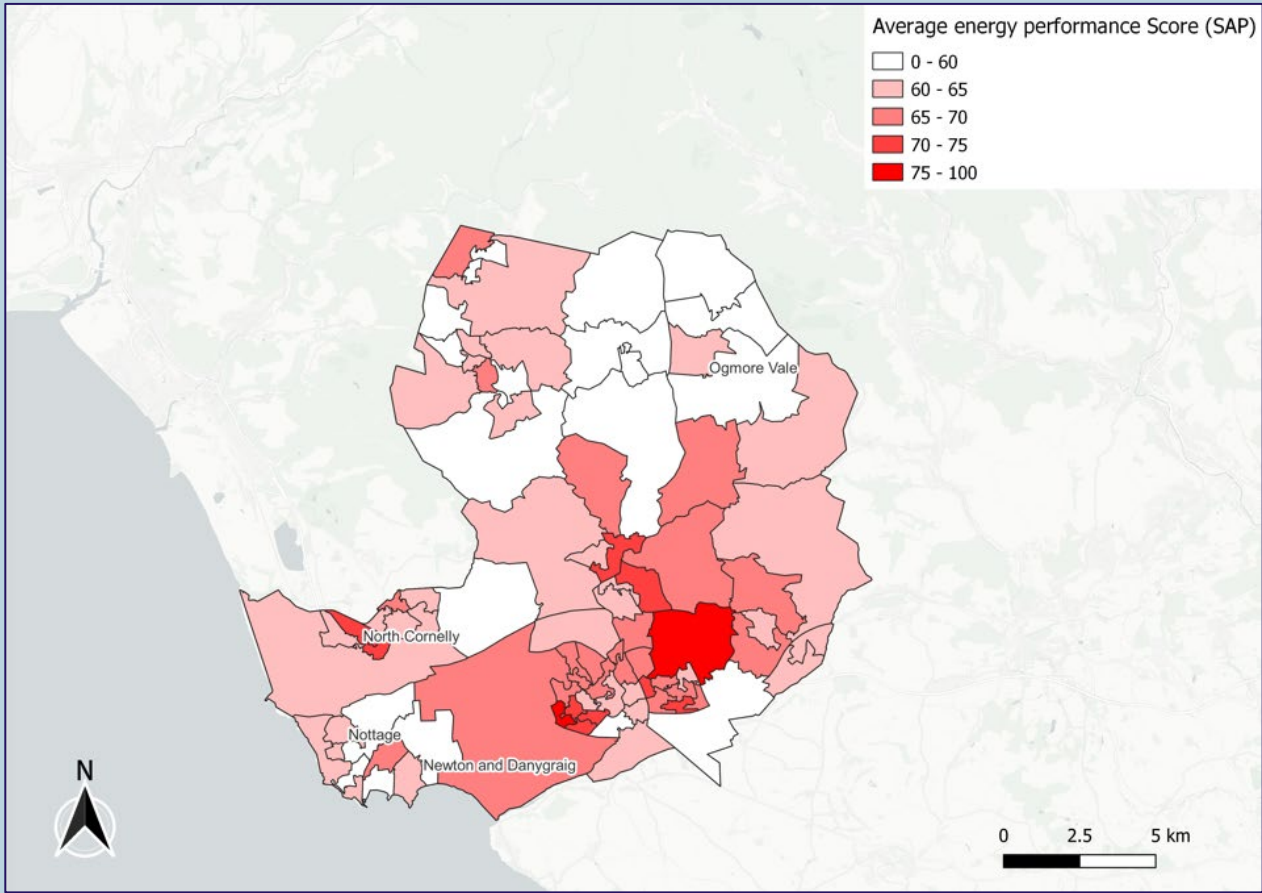 Average energy performance Score (SAP)
0 - 60
60 - 65
65 - 70
70 - 75
75 - 100
Ogmore Vale
North Cornelly
Nottage
Newton and Danygraig
N
0 2.5 5 km